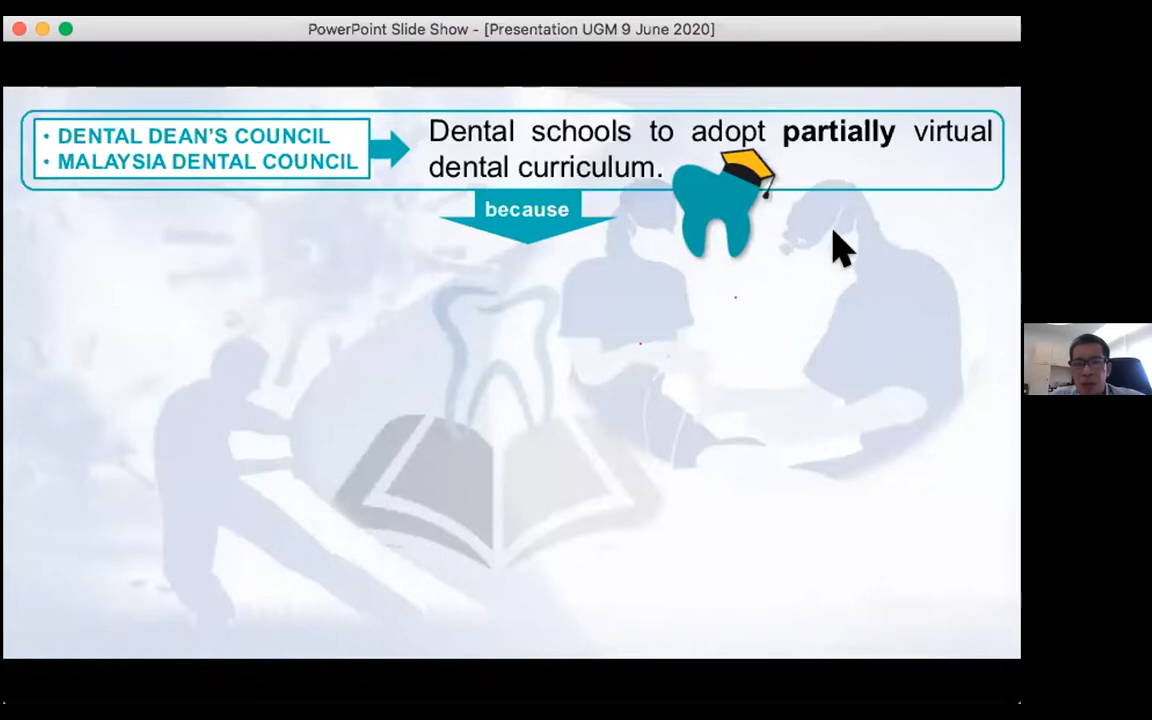 PowerPoint Slide Show - [Presentation UGM 9 June 2020]
• DENTAL DEAN'S COUNCIL
• MALAYSIA DENTAL COUNCIL
Dental schools to adopt partially virtual
dental curriculum.
because